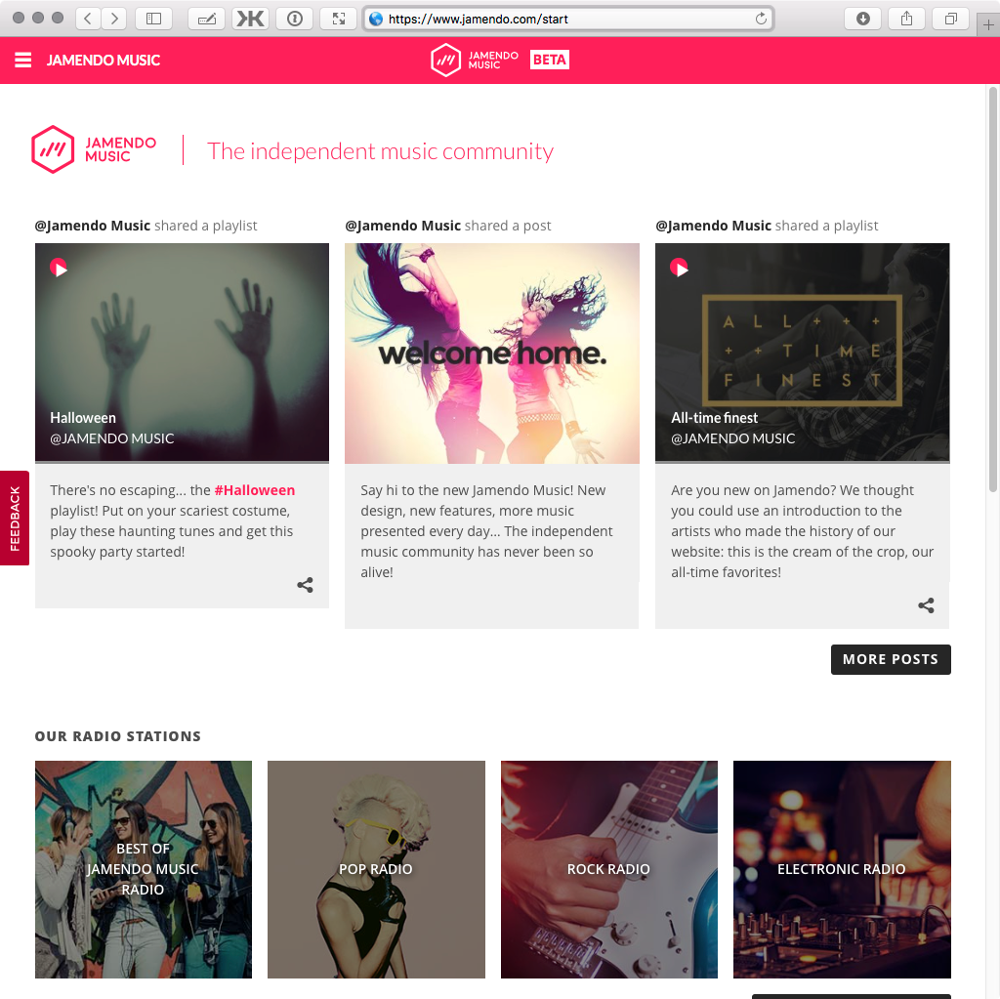 https://www.jamendo.com/start
JAMENDO MUSIC
JAMENDO
MUSIC
BETA
JAMENDO
MUSIC
The independent music community
@Jamendo Music shared a playlist
Halloween
@JAMENDO MUSIC
There's no escaping... the #Halloween
playlist! Put on your scariest costume,
play these haunting tunes and get this
spooky party started!
@Jamendo Music shared a post
welcome home.
Say hi to the new Jamendo Music! New
design, new features, more music
presented every day... The independent
music community has never been so
alive!
@Jamendo Music shared a playlist
ALL+++
++TIME
FINEST
All-time finest
@JAMENDO MUSIC
Are you new on Jamendo? We thought
you could use an introduction to the
artists who made the history of our
website: this is the cream of the crop, our
all-time favorites!
FEEDBACK
MORE POSTS
OUR RADIO STATIONS
BEST OF
JAMENDO MUSIC
RADIO
POP RADIO
ROCK RADIO
ELECTRONIC RADIO